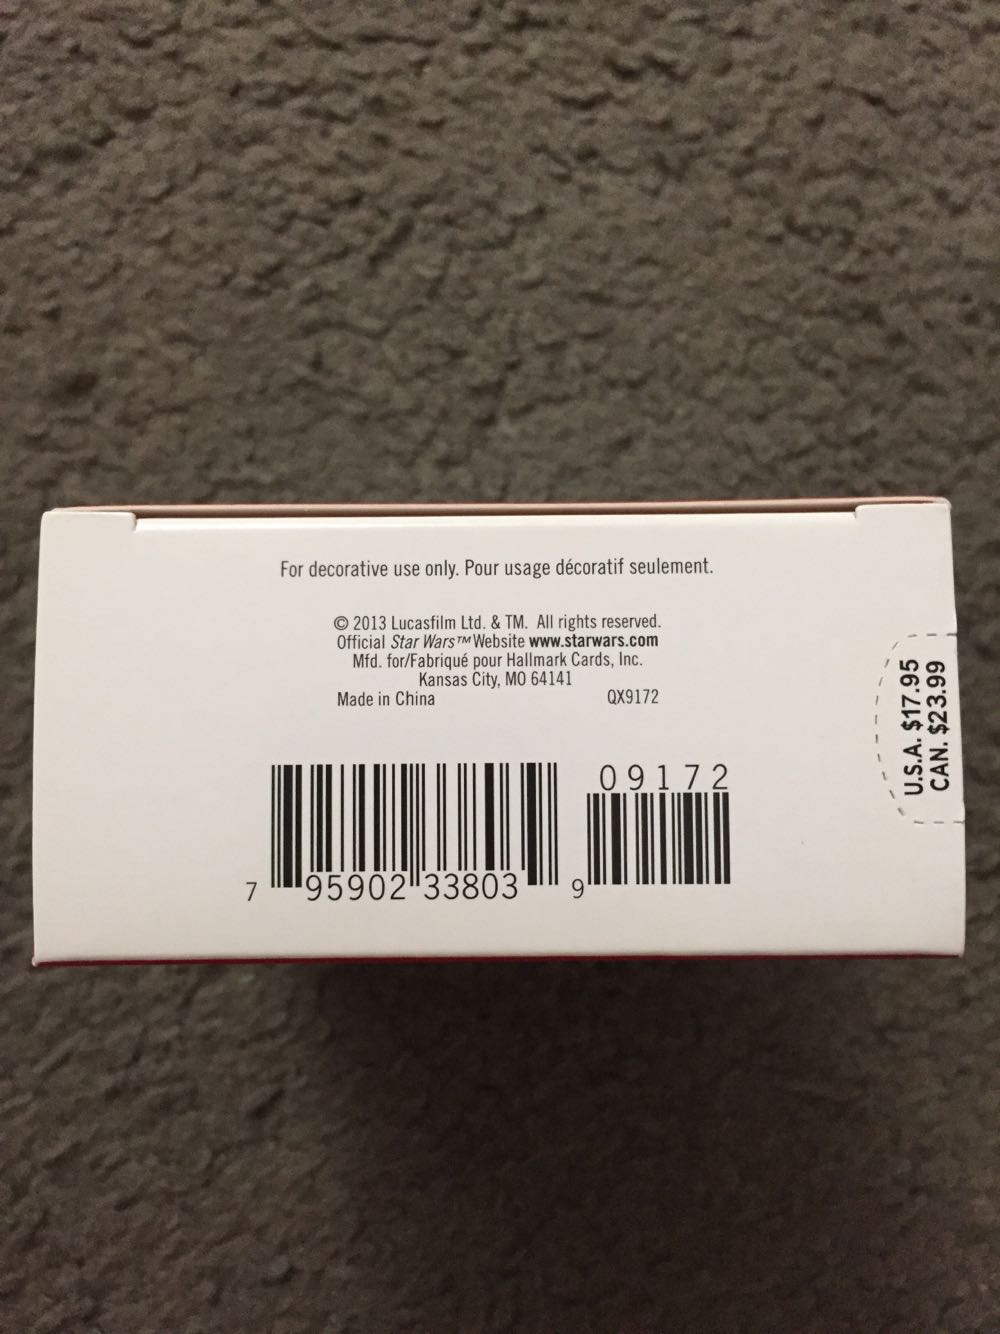 For decorative use only. Pour usage décoratif seulement.
© 2013 Lucasfilm Ltd. & TM. All rights reserved.
Official Star Wars™ Website www.starwars.com
Mfd. for/Fabriqué pour Hallmark Cards, Inc.
Kansas City, MO 64141
Made in China QX9172
U.S.A. $17.95
CAN. $23.99
09172
7 95902 33803 9